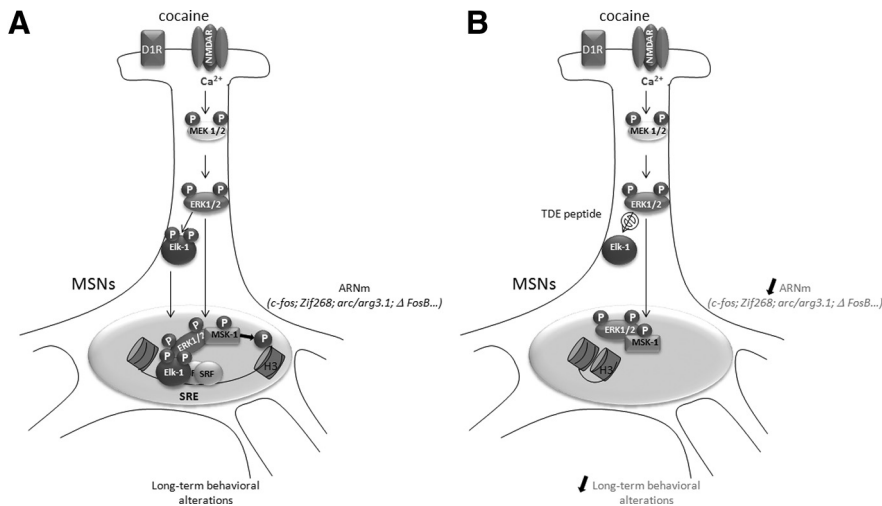 A
cocaine
D1R
NMDAR
Ca2+
P P
MEK 1/2
P P
ERK1/2
P P
Elk-1
MSNs
ARNm
(c-fos; Zif268; arc/arg3.1; Δ FosB...)
P P
MSK-1
P
ERK1/2
P
P P
Elk-1
SRF
H3
SRE
Long-term behavioral
alterations
B
cocaine
D1R
NMDAR
Ca2+
P P
MEK 1/2
P P
ERK1/2
TDE peptide
Elk-1
MSNs
ARNm
(c-fos; Zif268; arc/arg3.1; Δ FosB...)
P P
ERK1/2
P
MSK-1
H3
Long-term behavioral
alterations